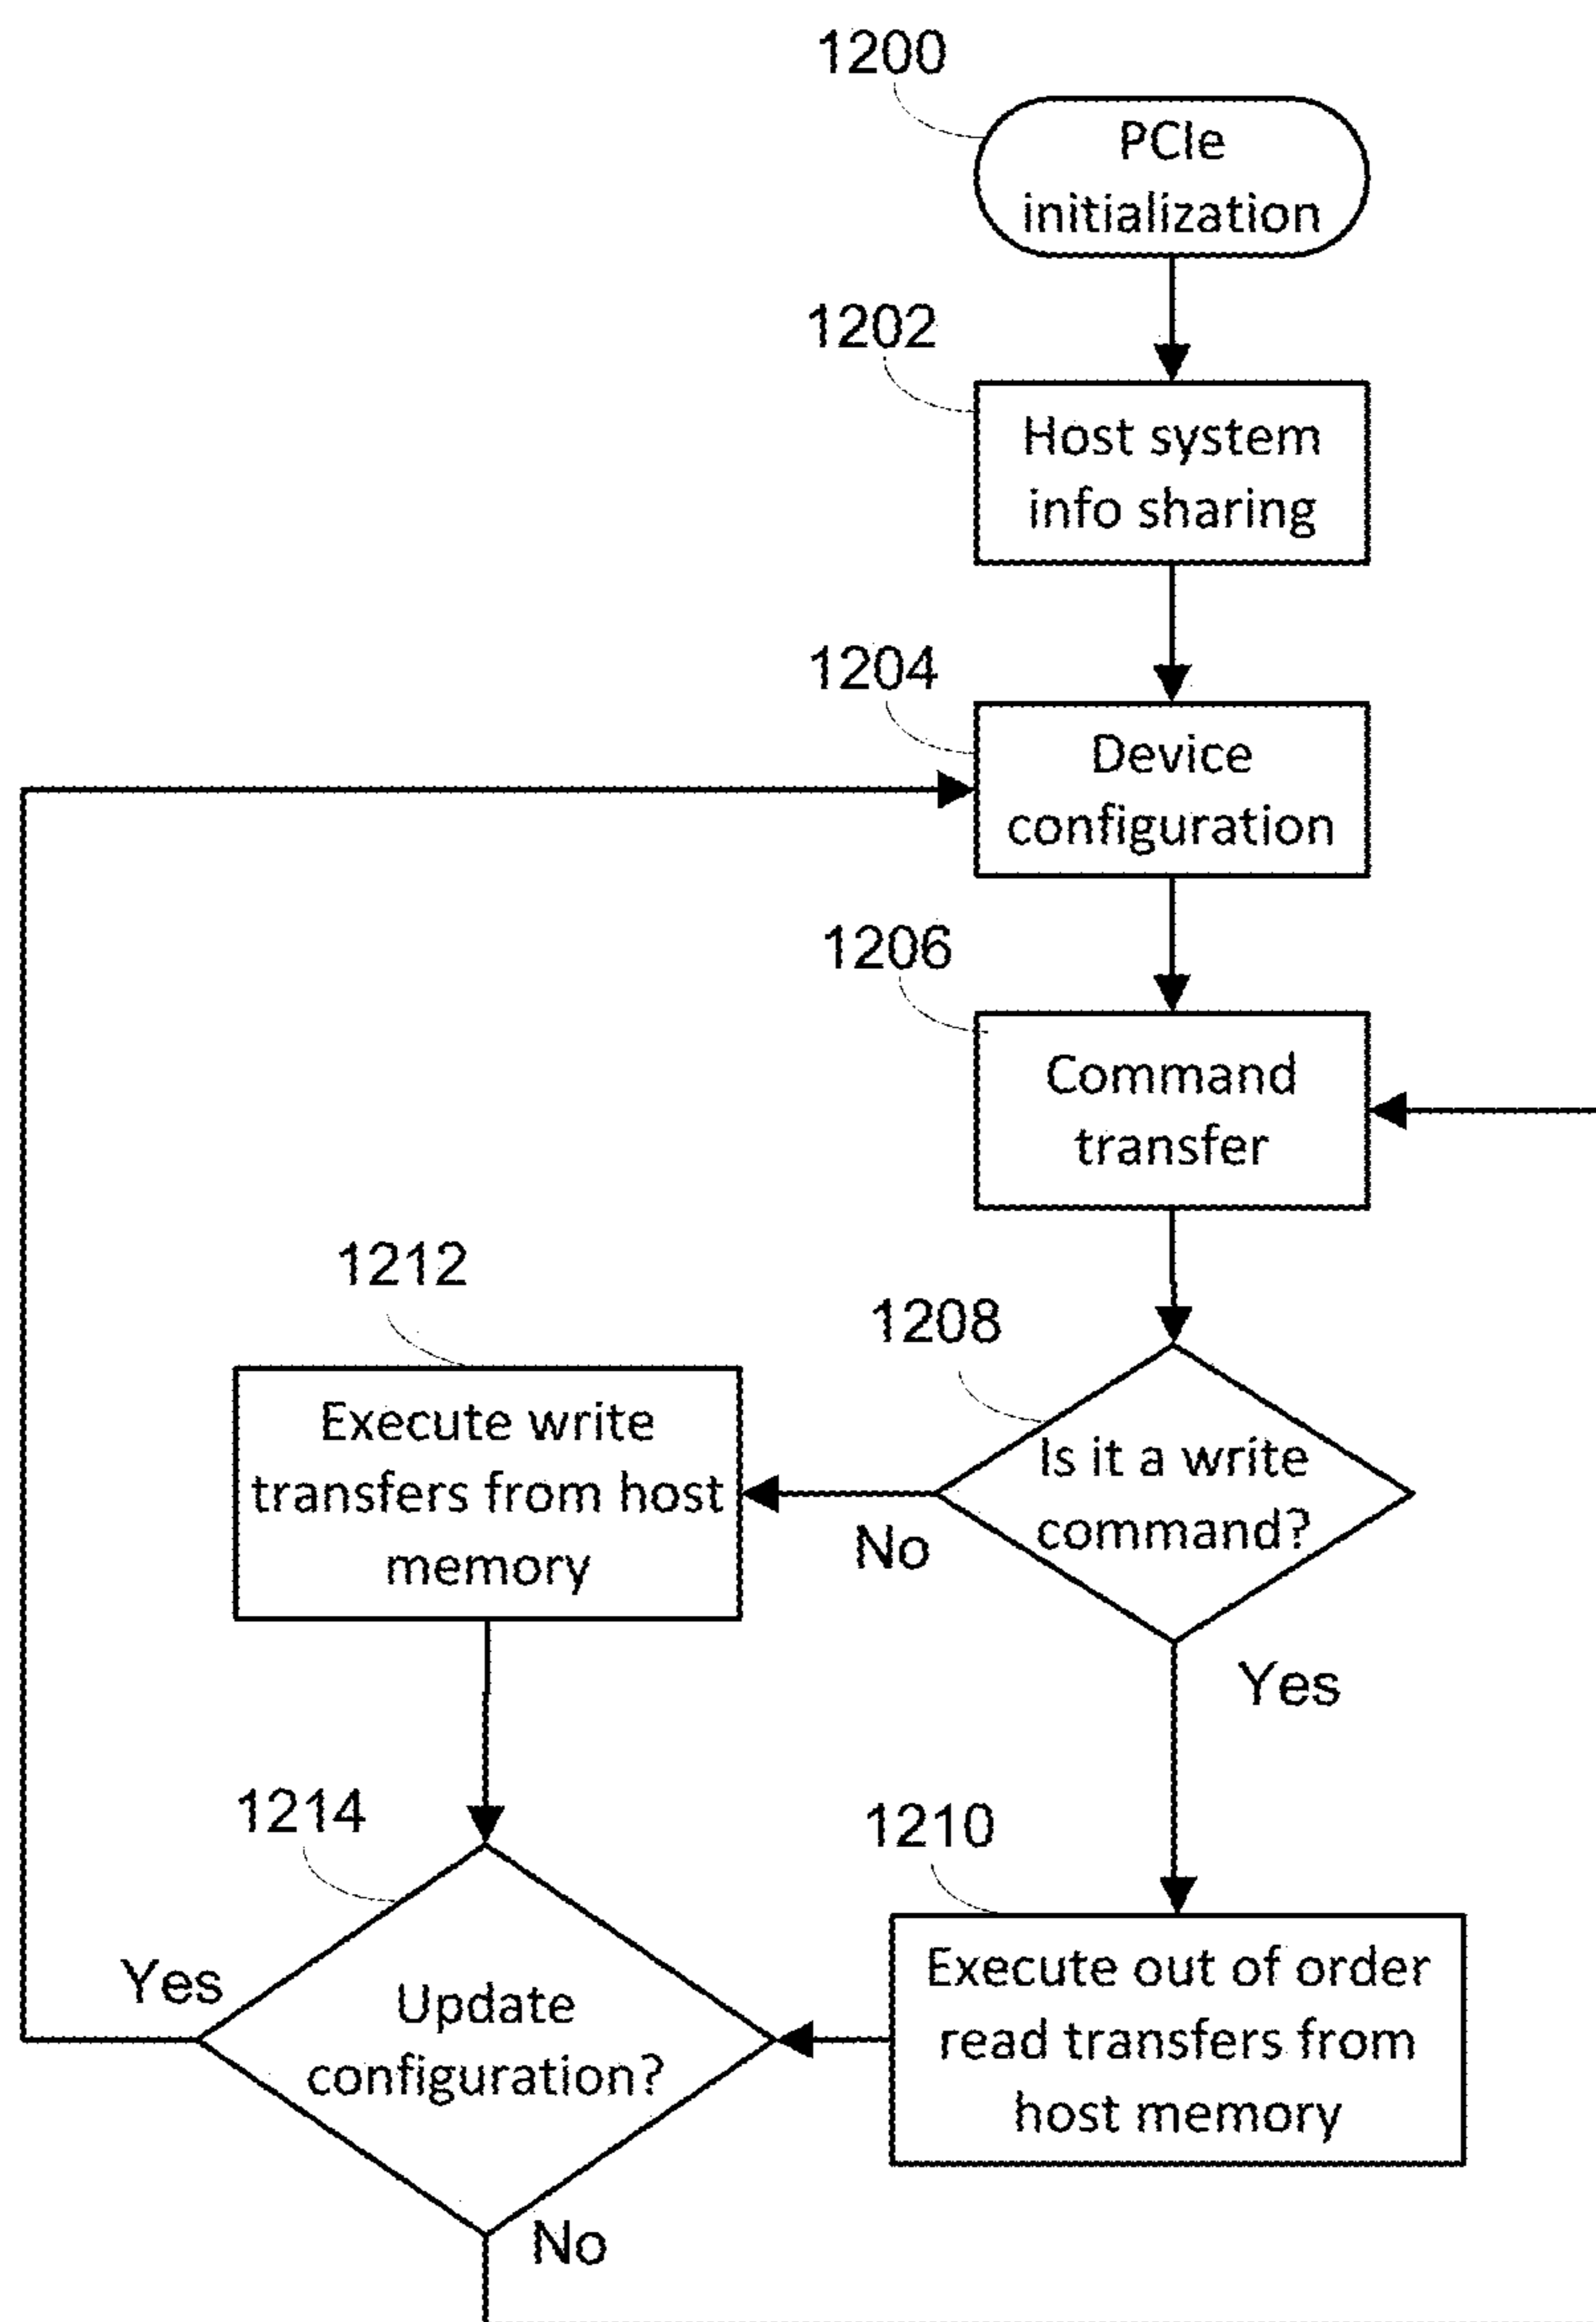 1200
PCIe
initialization
1202
Host system
info sharing
1204
Device
configuration
1206
Command
transfer
1208
Is it a write
command?
No
Yes
1212
Execute write
transfers from host
memory
1210
Execute out of order
read transfers from
host memory
1214
Update
configuration?
Yes
No